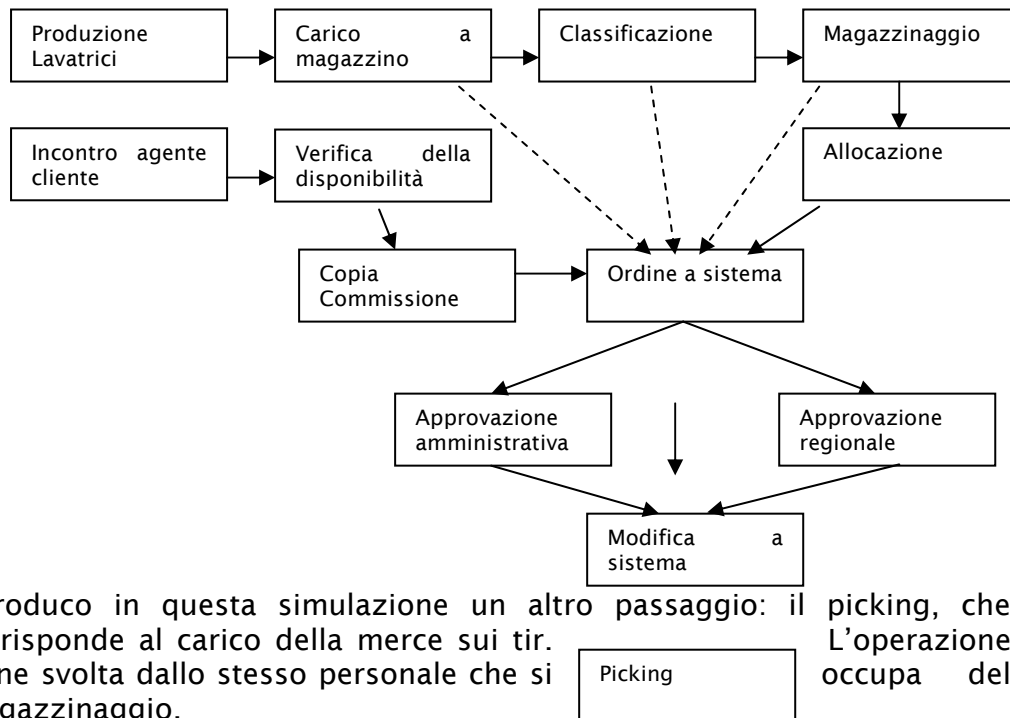 Produzione
Lavatrici
Carico a
magazzino
Classificazione
Magazzinaggio
Incontro agente
cliente
Verifica della
disponibilità
Allocazione
Copia
Commissione
Ordine a sistema
Approvazione
amministrativa
Approvazione
regionale
Modifica a
sistema
roduco in questa simulazione un altro passaggio: il picking, che
risponde al carico della merce sui tir. L’operazione
ne svolta dallo stesso personale che si occupa del
gazzinaggio.
Picking